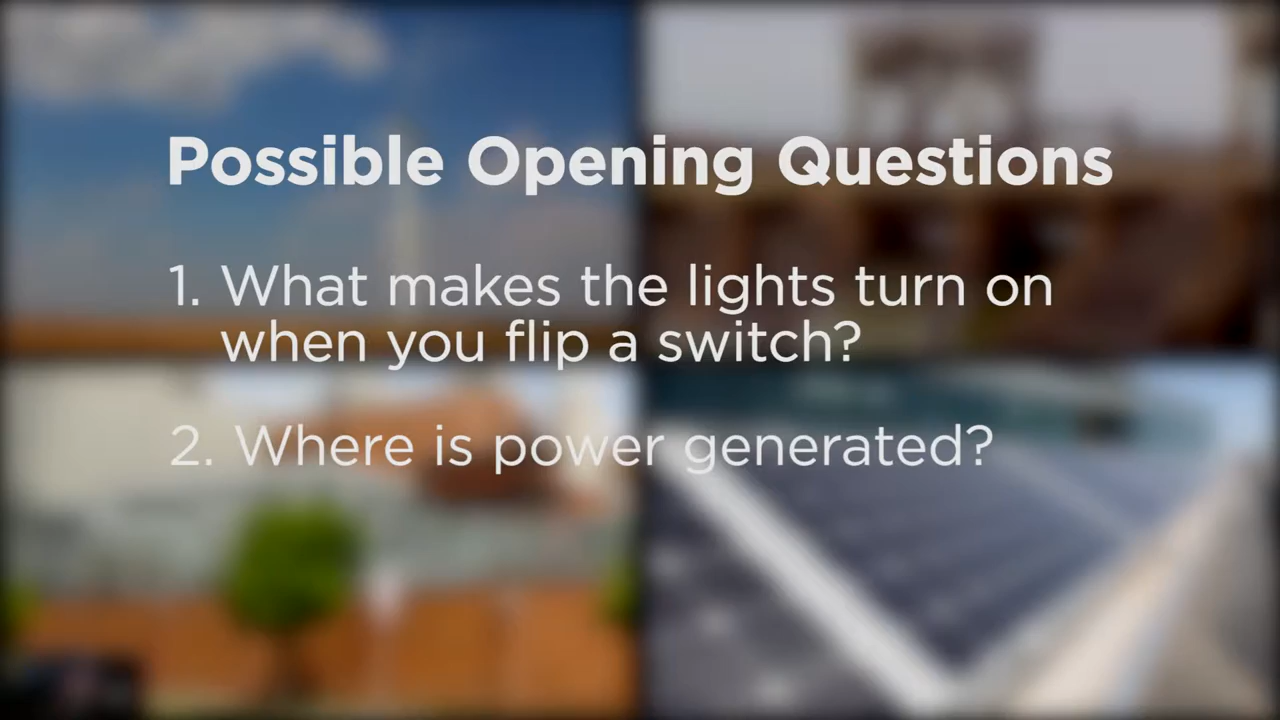 Possible Opening Questions
1. What makes the lights turn on
when you flip a switch?
2. Where is power generated?